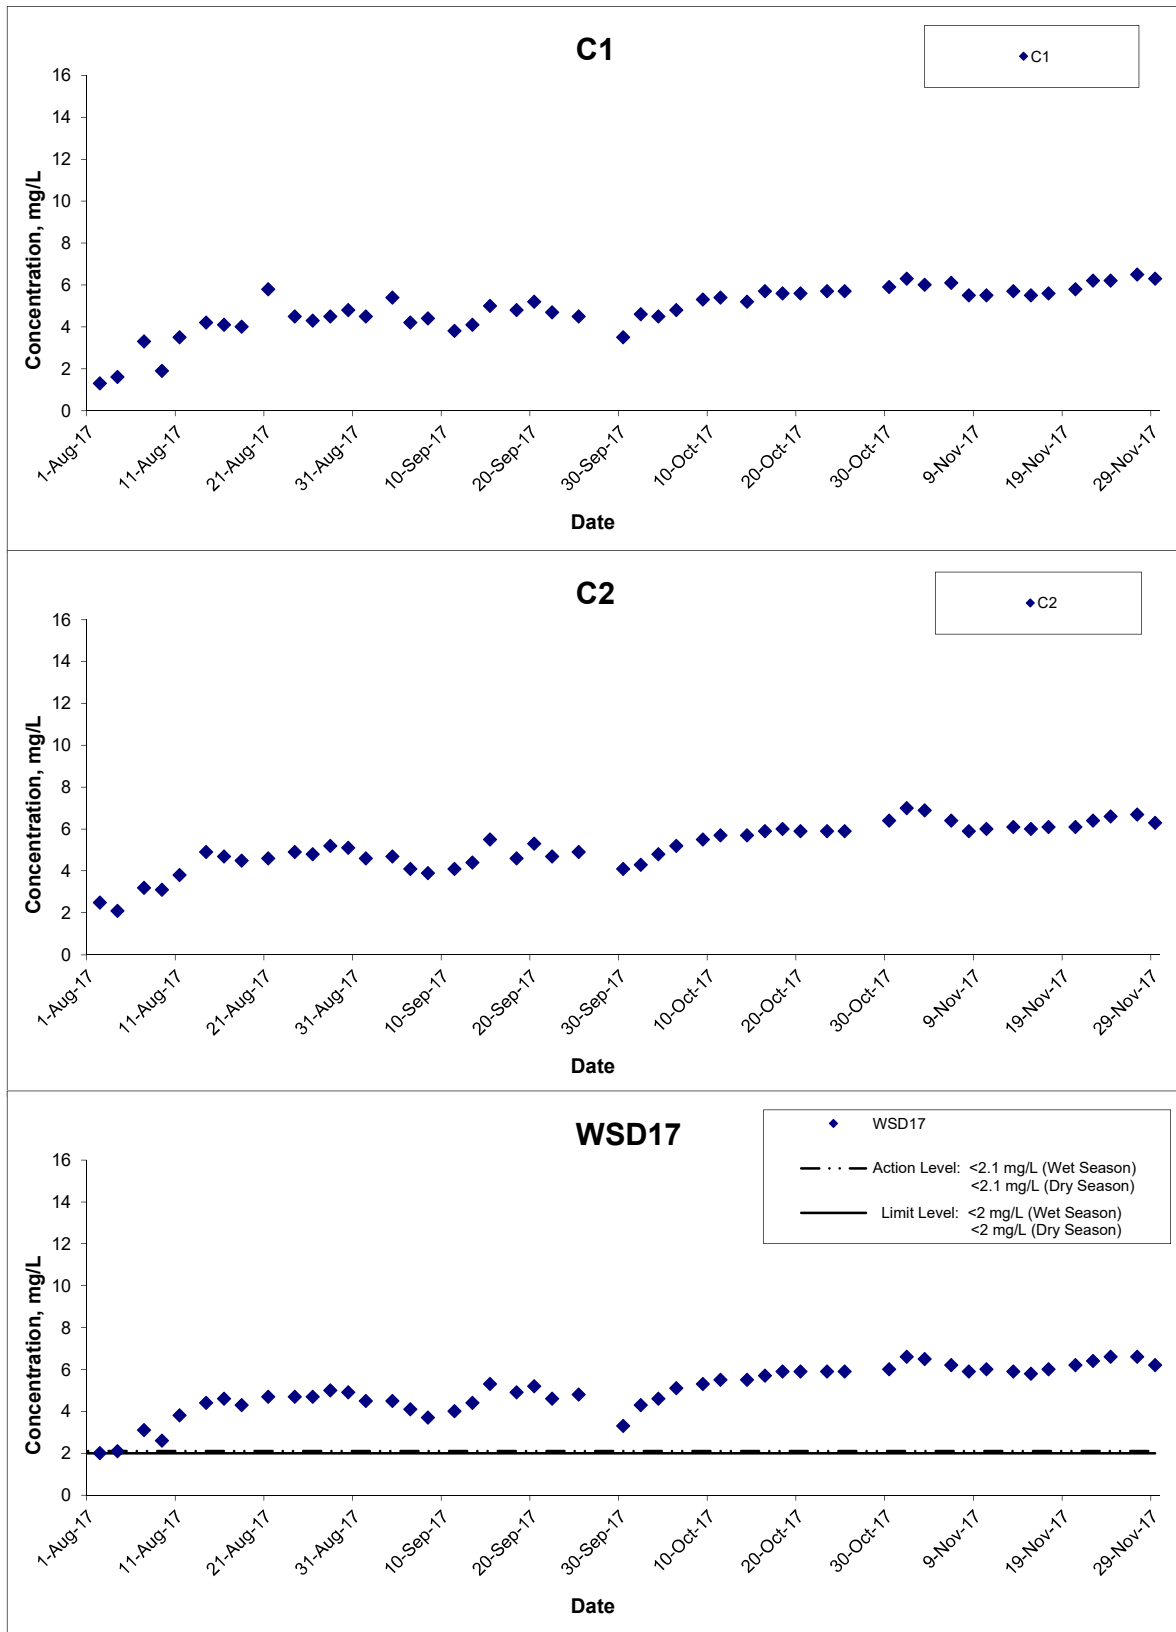 C1
C1
16
14
12
10
8
6
4
2
0
Concentration, mg/L
1-Aug-17
11-Aug-17
21-Aug-17
31-Aug-17
10-Sep-17
20-Sep-17
30-Sep-17
10-Oct-17
20-Oct-17
30-Oct-17
9-Nov-17
19-Nov-17
29-Nov-17
Date
C2
C2
16
14
12
10
8
6
4
2
0
Concentration, mg/L
1-Aug-17
11-Aug-17
21-Aug-17
31-Aug-17
10-Sep-17
20-Sep-17
30-Sep-17
10-Oct-17
20-Oct-17
30-Oct-17
9-Nov-17
19-Nov-17
29-Nov-17
Date
WSD17
WSD17
Action Level: <2.1 mg/L (Wet Season)
<2.1 mg/L (Dry Season)
Limit Level: <2 mg/L (Wet Season)
<2 mg/L (Dry Season)
16
14
12
10
8
6
4
2
0
Concentration, mg/L
1-Aug-17
11-Aug-17
21-Aug-17
31-Aug-17
10-Sep-17
20-Sep-17
30-Sep-17
10-Oct-17
20-Oct-17
30-Oct-17
9-Nov-17
19-Nov-17
29-Nov-17
Date